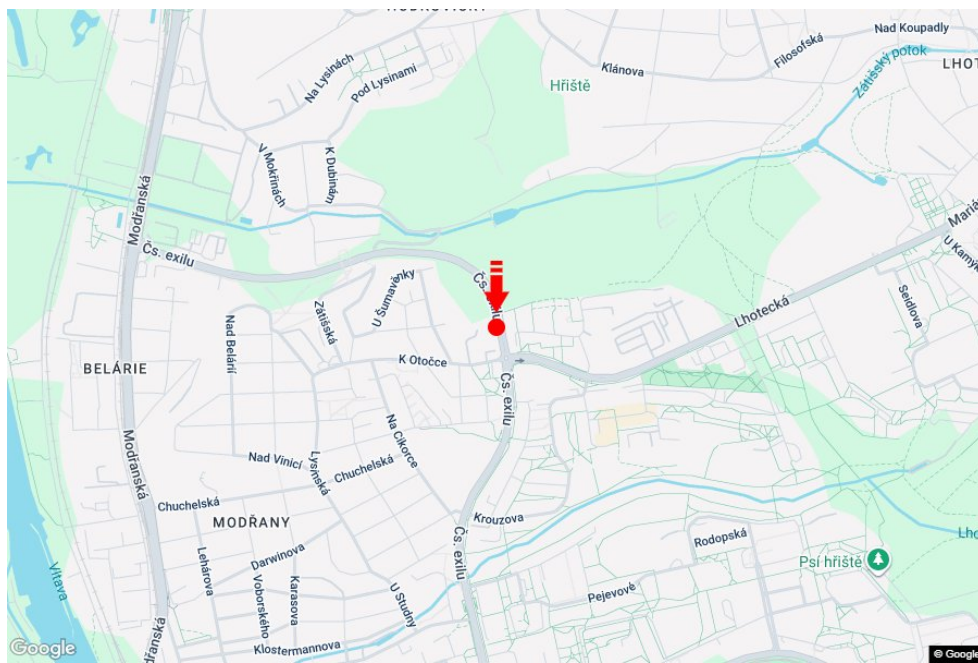 Nad Koupadly
Filosofská
Na Lysinách
Pod Lysinami
Klánova
Hřiště
Zátišský potok
V Mokřinách
K Dubinám
Modřanská
Čs. exilu
Čs. exilu
U Šumavěnky
Zátišská
Nad Belárií
Lhotecká
U Kamýku
Seidlova
BELÁRIE
K Otočce
Čs. exilu
Na Cikorce
Modřanská
Nad Vinicí
Lysinská
Chuchelská
Chuchelská
MODŘANY
Krouzova
Čs. exilu
Rodopská
Lehárova
Darwinova
Psí hřiště
Vltava
Voborského
Karasova
U Studny
Pejevové
Klostermannova
Google
© Google